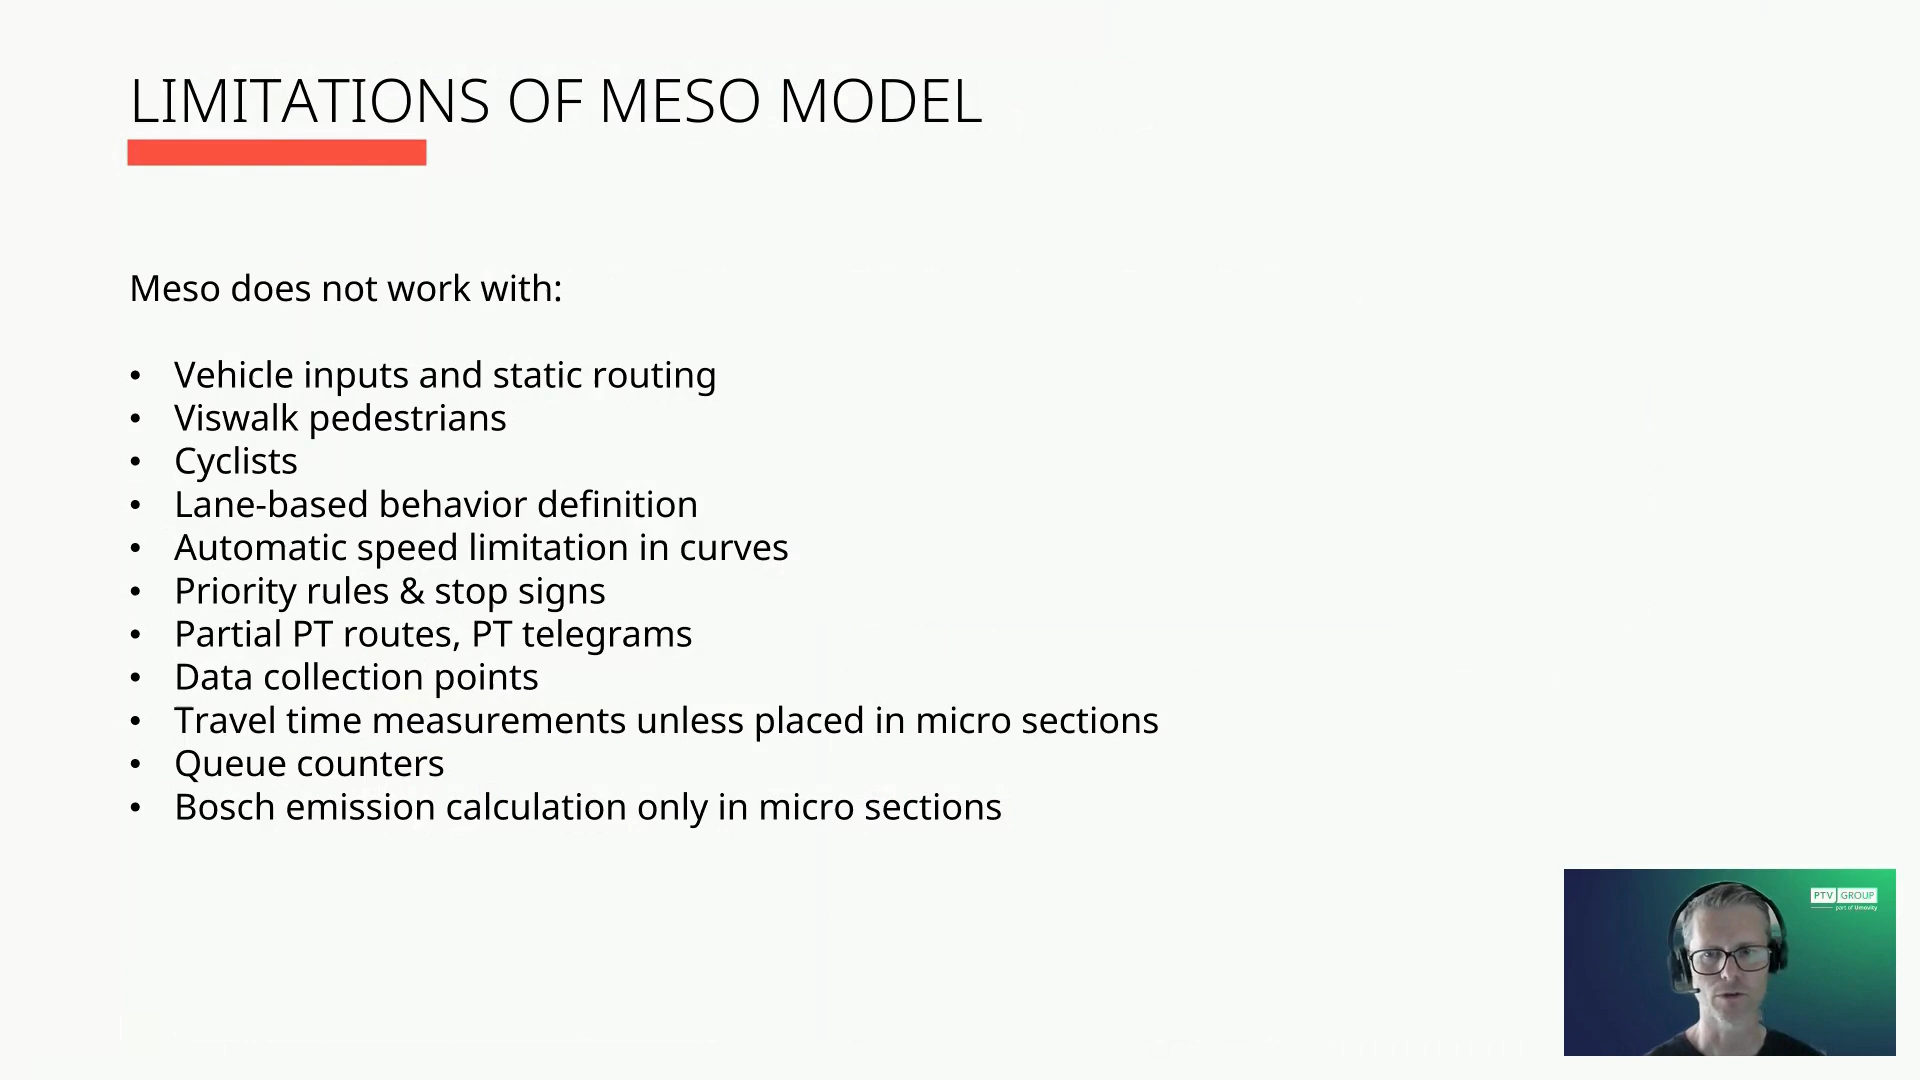 LIMITATIONS OF MESO MODEL
Meso does not work with:
• Vehicle inputs and static routing
• Viswalk pedestrians
• Cyclists
• Lane-based behavior definition
• Automatic speed limitation in curves
• Priority rules & stop signs
• Partial PT routes, PT telegrams
• Data collection points
• Travel time measurements unless placed in micro sections
• Queue counters
• Bosch emission calculation only in micro sections
PTV GROUP
part of Umovity